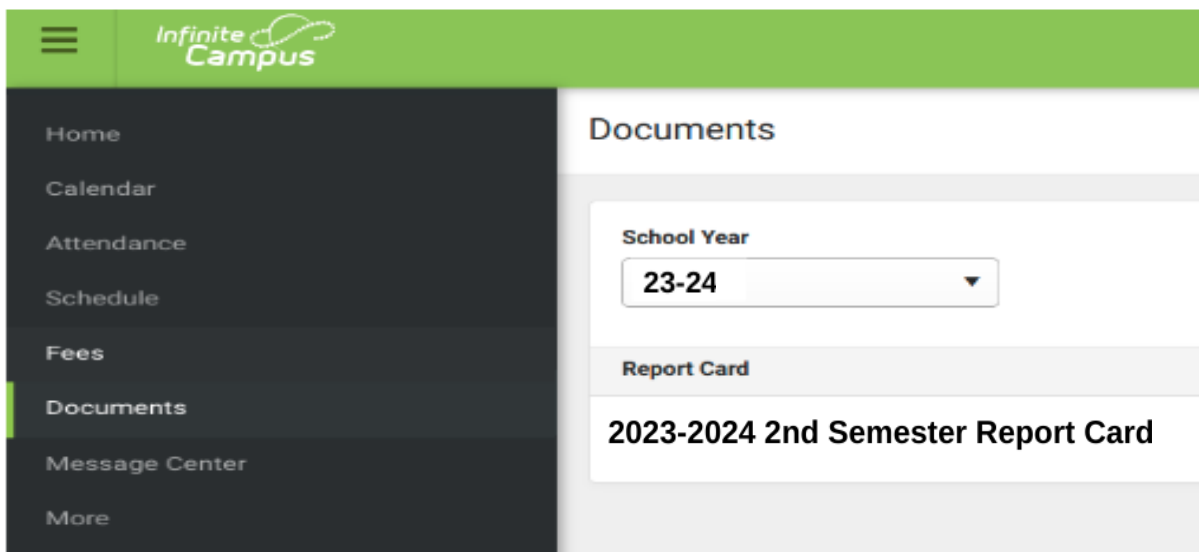 Infinite
Campus
Home
Calendar
Attendance
Schedule
Fees
Documents
Message Center
More
Documents
School Year
23-24
Report Card
2023-2024 2nd Semester Report Card